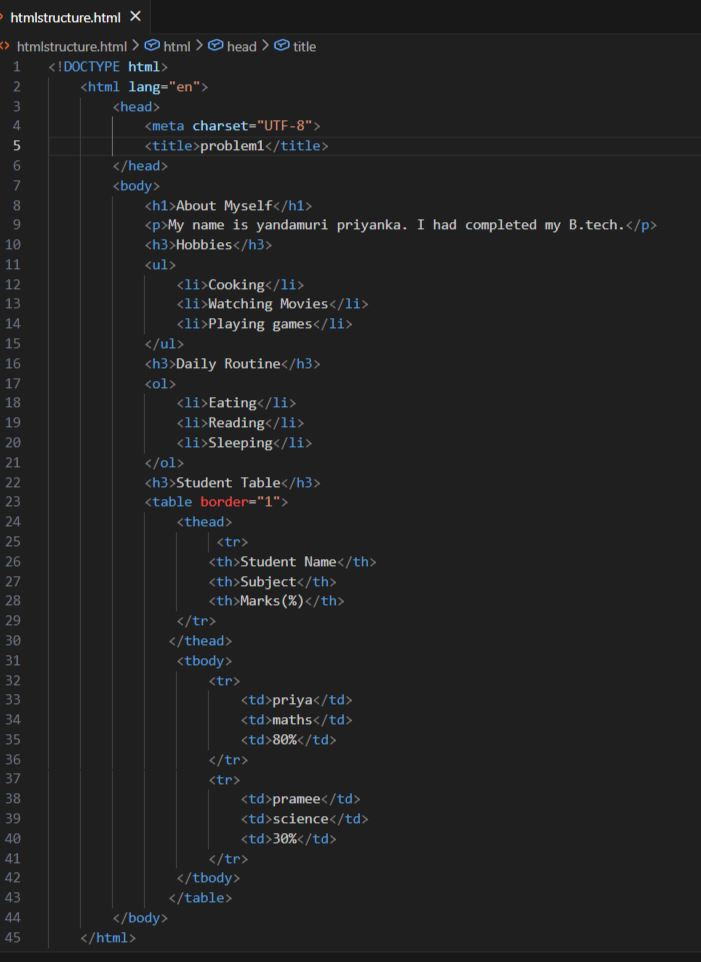 htmlstructure.html
htmlstructure.html > html > head > title
1 <!DOCTYPE html>
2 <html lang="en">
3 <head>
4 <meta charset="UTF-8">
5 <title>problem1</title>
6 </head>
7 <body>
8 <h1>About Myself</h1>
9 <p>My name is yandamuri priyanka. I had completed my B.tech.</p>
10 <h3>Hobbies</h3>
11 <ul>
12 <li>Cooking</li>
13 <li>Watching Movies</li>
14 <li>Playing games</li>
15 </ul>
16 <h3>Daily Routine</h3>
17 <ol>
18 <li>Eating</li>
19 <li>Reading</li>
20 <li>Sleeping</li>
21 </ol>
22 <h3>Student Table</h3>
23 <table border="1">
24 <thead>
25 <tr>
26 <th>Student Name</th>
27 <th>Subject</th>
28 <th>Marks(%)</th>
29 </tr>
30 </thead>
31 <tbody>
32 <tr>
33 <td>priya</td>
34 <td>maths</td>
35 <td>80%</td>
36 </tr>
37 <tr>
38 <td>pramee</td>
39 <td>science</td>
40 <td>30%</td>
41 </tr>
42 </tbody>
43 </table>
44 </body>
45 </html>